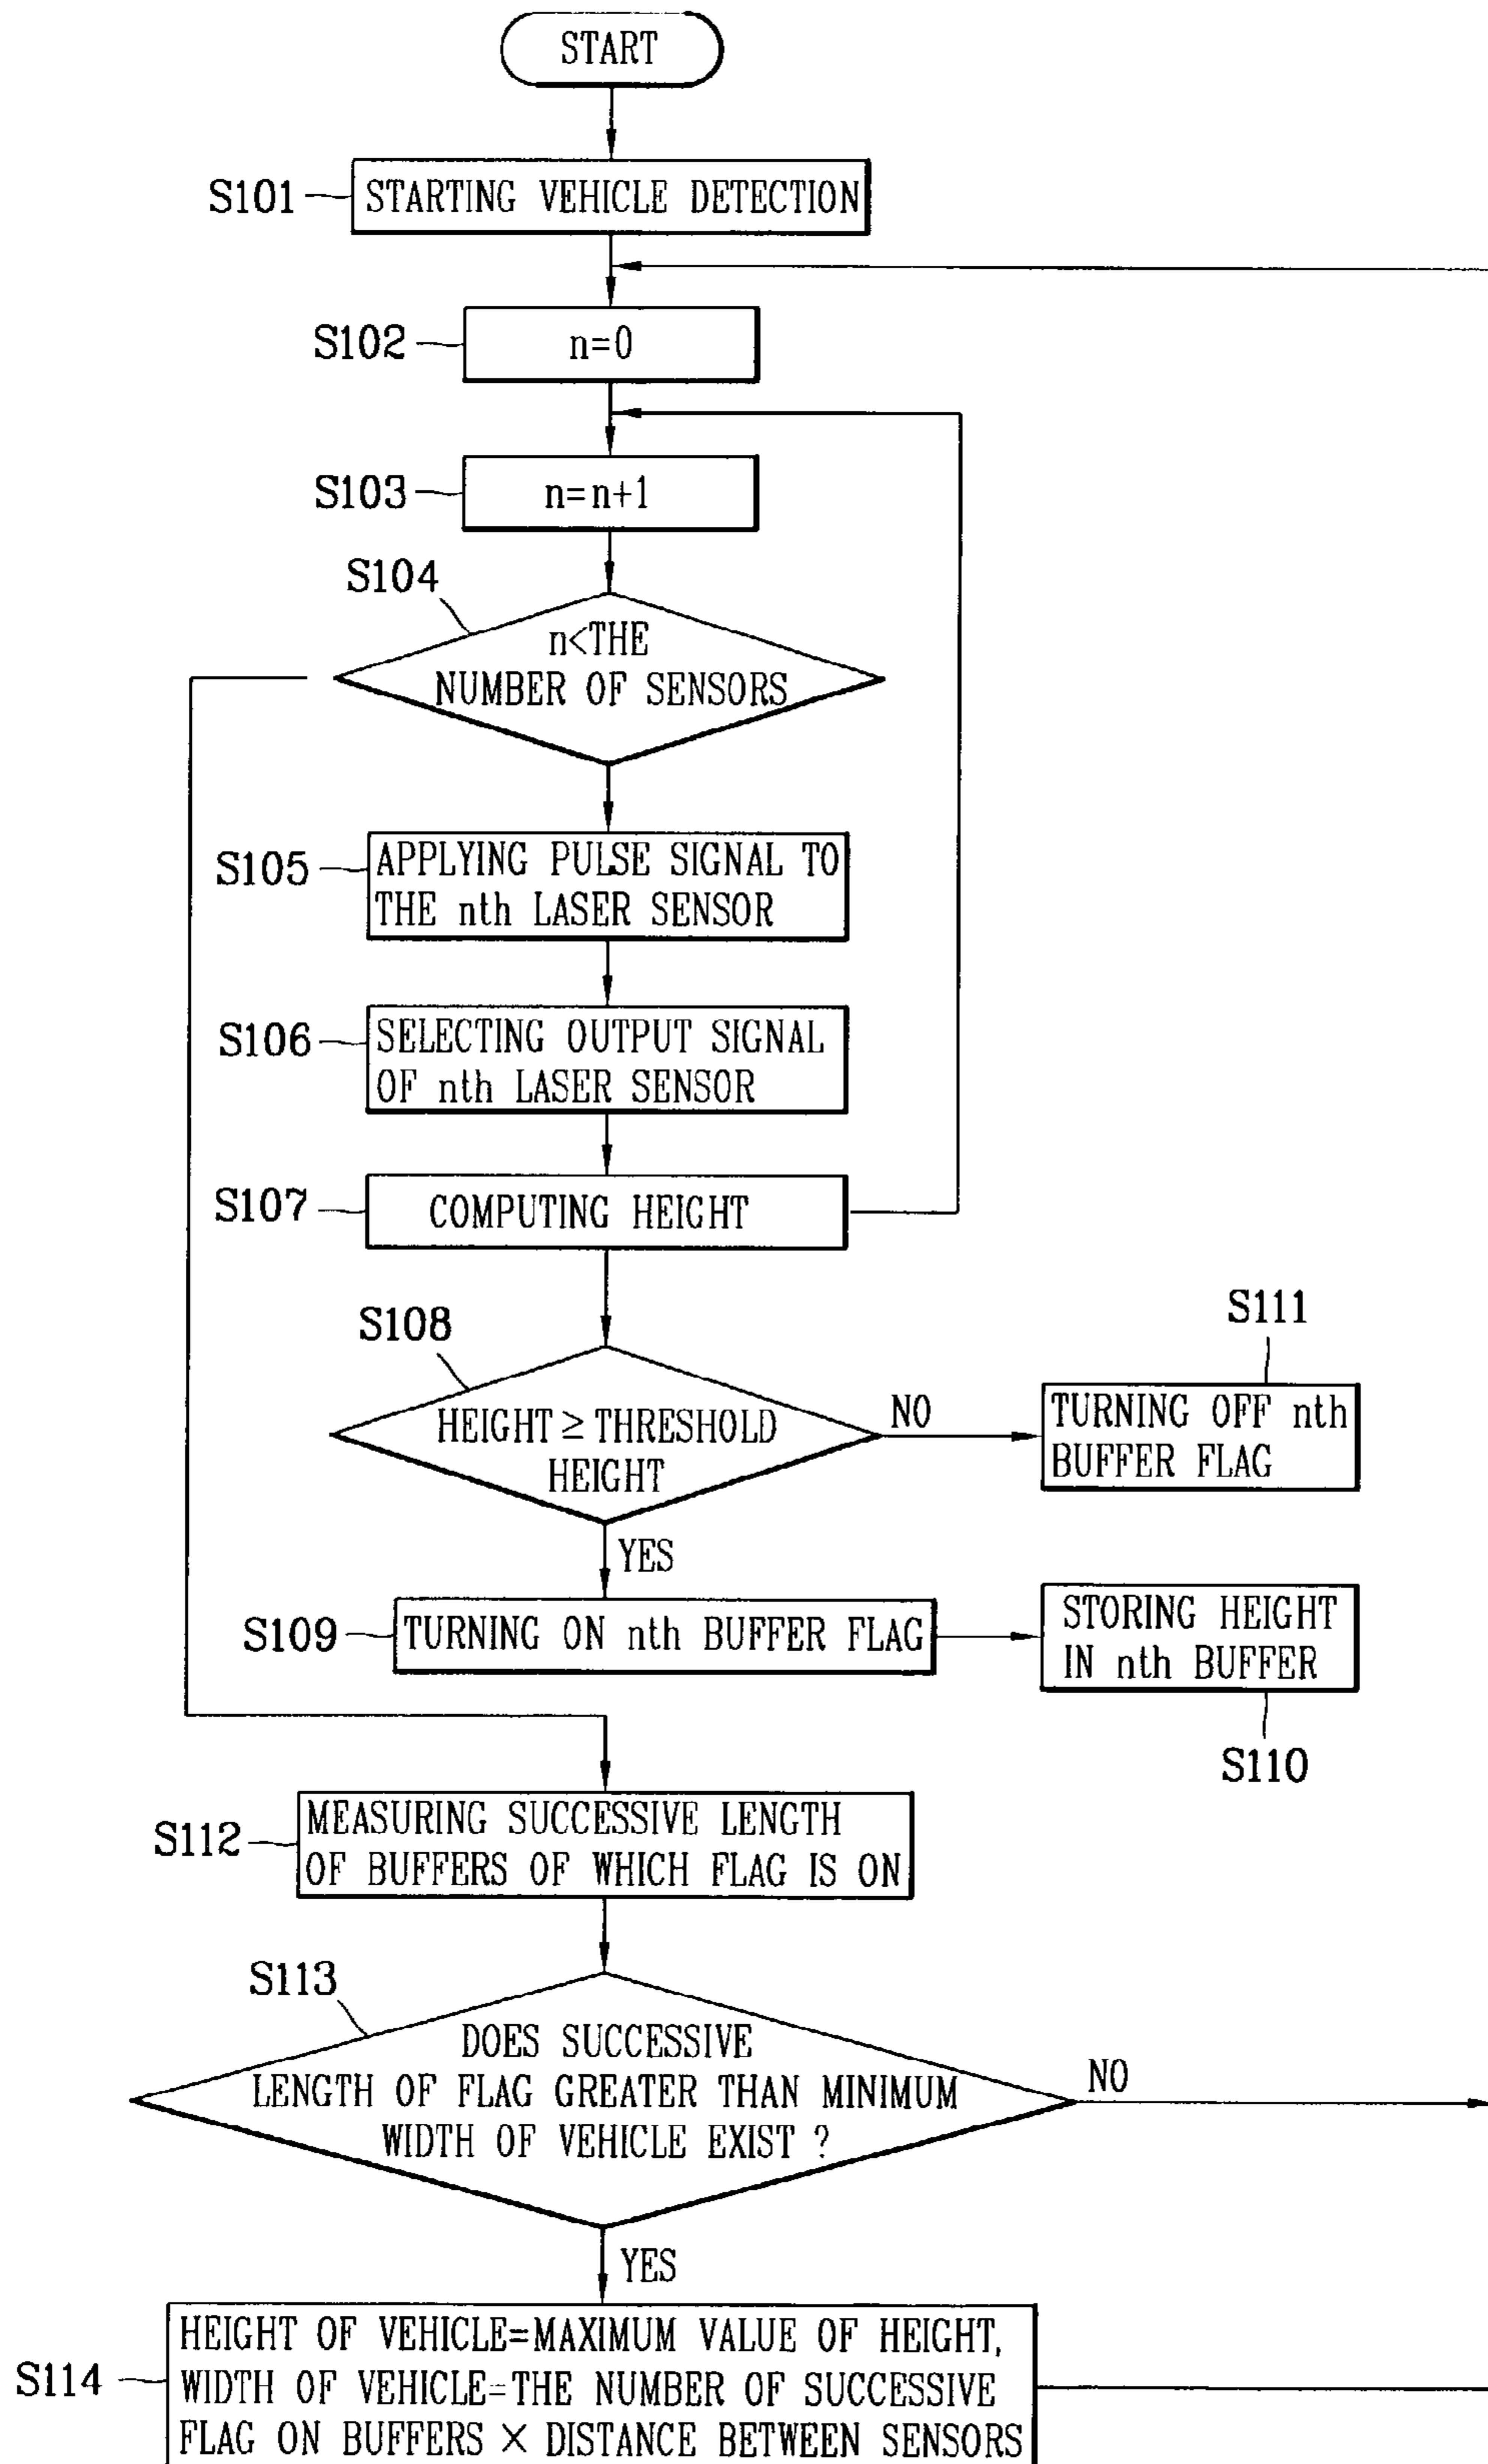 START
S101
STARTING VEHICLE DETECTION
S102
n=0
S103
n=n+1
S104
n<THE
NUMBER OF SENSORS
S105
APPLYING PULSE SIGNAL TO
THE nth LASER SENSOR
S106
SELECTING OUTPUT SIGNAL
OF nth LASER SENSOR
S107
COMPUTING HEIGHT
S108
HEIGHT ≥ THRESHOLD
HEIGHT
NO
S111
TURNING OFF nth
BUFFER FLAG
YES
S109
TURNING ON nth BUFFER FLAG
STORING HEIGHT
IN nth BUFFER
S110
S112
MEASURING SUCCESSIVE LENGTH
OF BUFFERS OF WHICH FLAG IS ON
S113
DOES SUCCESSIVE
LENGTH OF FLAG GREATER THAN MINIMUM
WIDTH OF VEHICLE EXIST ?
NO
YES
S114
HEIGHT OF VEHICLE=MAXIMUM VALUE OF HEIGHT,
WIDTH OF VEHICLE=THE NUMBER OF SUCCESSIVE
FLAG ON BUFFERS × DISTANCE BETWEEN SENSORS